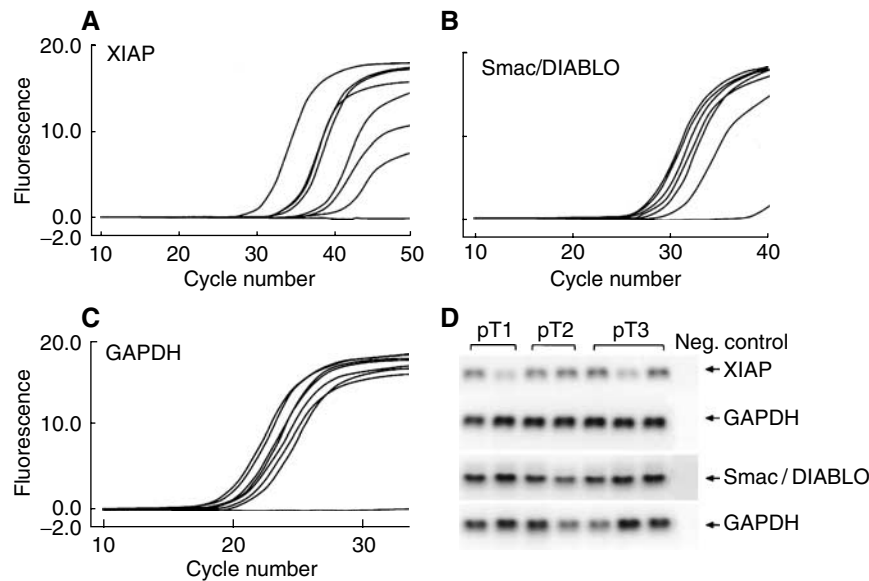 A
XIAP
20.0
10.0
0.0
−2.0
Fluorescence
10 20 30 40 50
Cycle number
B
Smac/DIABLO
10 20 30 40
Cycle number
C
GAPDH
20.0
10.0
0.0
−2.0
Fluorescence
10 20 30
Cycle number
D
pT1 pT2 pT3 Neg. control
XIAP
GAPDH
Smac/DIABLO
GAPDH